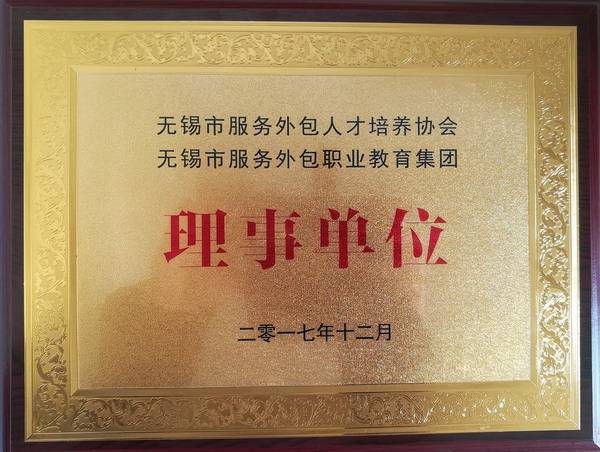 无锡市服务外包人才培养协会
无锡市服务外包职业教育集团
理事单位
二零一七年十二月